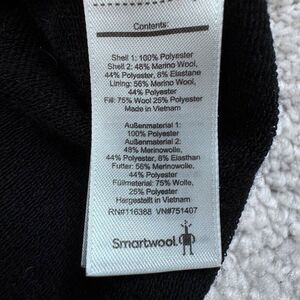 Contents:
Shell 1: 100% Polyester
Shell 2: 48% Merino Wool,
44% Polyester, 8% Elastane
Lining: 56% Merino Wool,
44% Polyester
Fill: 75% Wool 25% Polyester
Made in Vietnam
Außenmaterial 1:
100% Polyester
Außenmaterial 2:
48% Merinowolle,
44% Polyester, 8% Elasthan
Futter: 56% Merinowolle,
44% Polyester
Füllmaterial: 75% Wolle,
25% Polyester
Hergestellt in Vietnam
RN#116388 VN#751407
Smartwool